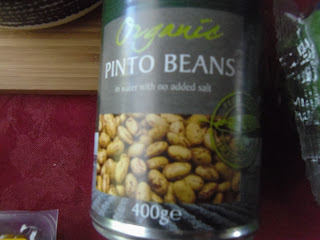 Organic
PINTO BEANS
in water with no added salt
400g℮